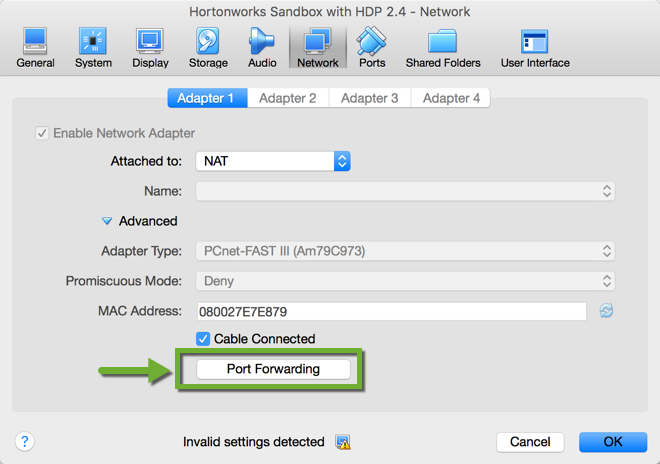 Hortonworks Sandbox with HDP 2.4 - Network
General System Display Storage Audio Network Ports Shared Folders User Interface
Adapter 1 Adapter 2 Adapter 3 Adapter 4
Enable Network Adapter
Attached to: NAT
Name:
Advanced
Adapter Type: PCnet-FAST III (Am79C973)
Promiscuous Mode: Deny
MAC Address: 080027E7E879
Cable Connected
Port Forwarding
? Invalid settings detected Cancel OK